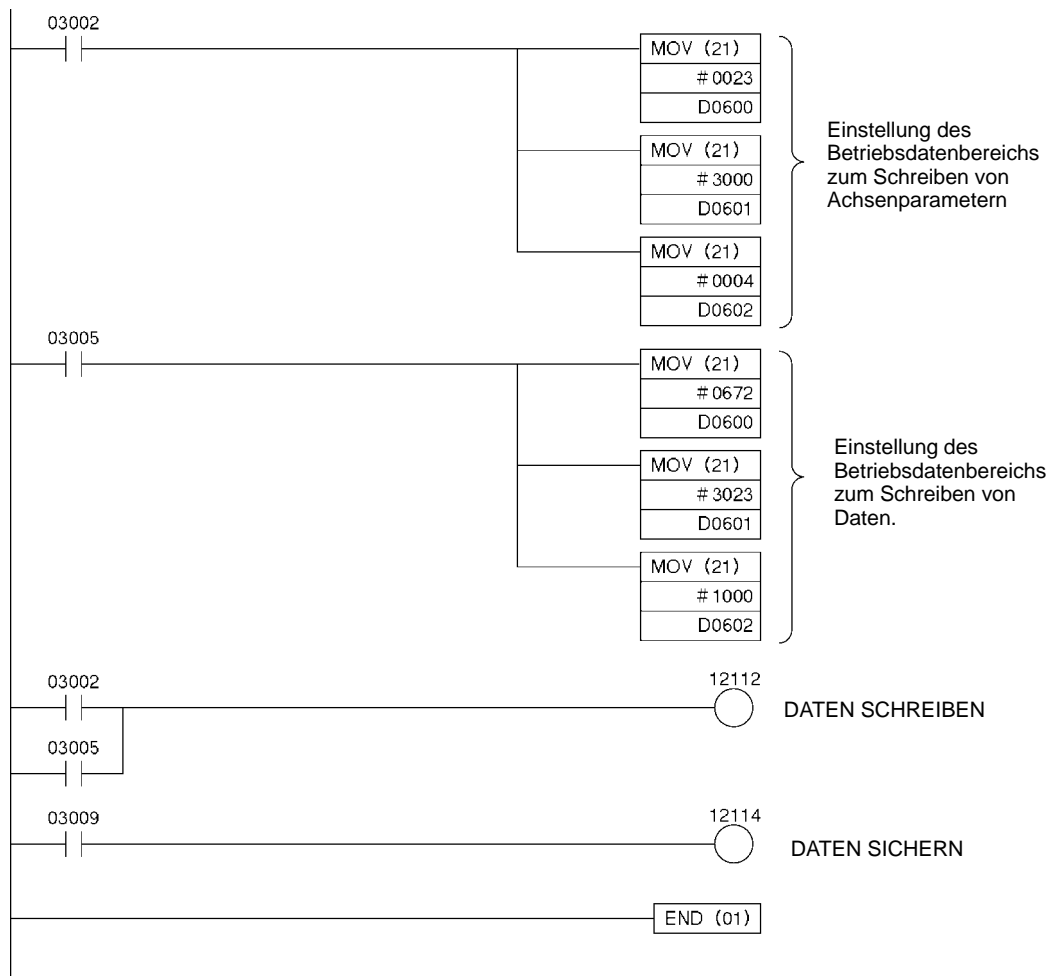 03002
MOV (21)
# 0023
D0600
MOV (21)
# 3000
D0601
MOV (21)
# 0004
D0602
Einstellung des
Betriebsdatenbereichs
zum Schreiben von
Achsenparametern
03005
MOV (21)
# 0672
D0600
MOV (21)
# 3023
D0601
MOV (21)
# 1000
D0602
Einstellung des
Betriebsdatenbereichs
zum Schreiben von
Daten.
03002
12112
DATEN SCHREIBEN
03005
03009
12114
DATEN SICHERN
END (01)